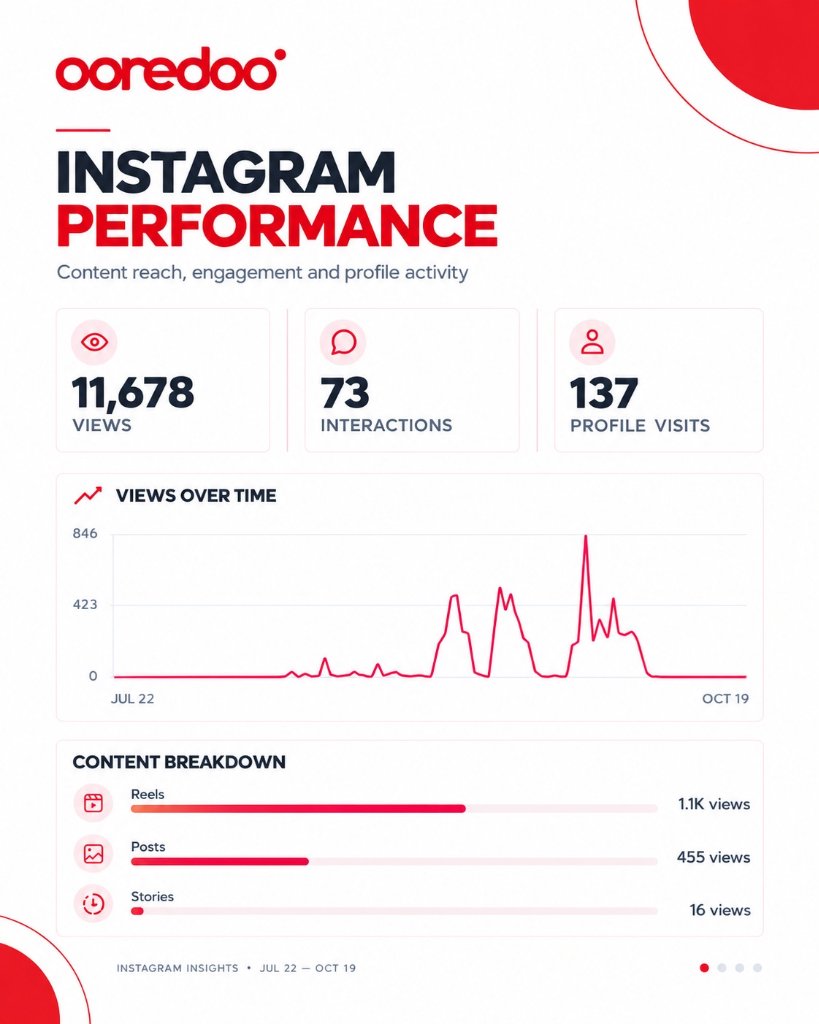 ooredoo
INSTAGRAM
PERFORMANCE
Content reach, engagement and profile activity
11,678
VIEWS
73
INTERACTIONS
137
PROFILE VISITS
VIEWS OVER TIME
846
423
0
JUL 22
OCT 19
CONTENT BREAKDOWN
Reels
1.1K views
Posts
455 views
Stories
16 views
INSTAGRAM INSIGHTS • JUL 22 — OCT 19